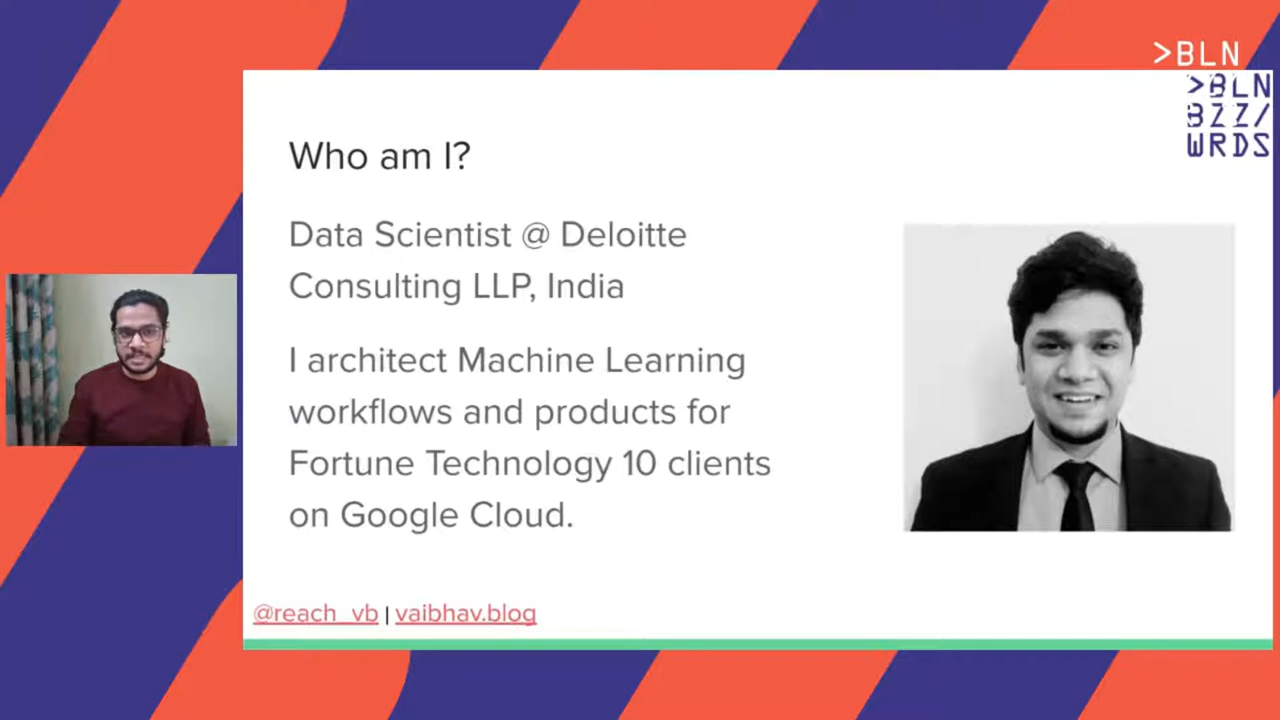 >BLN
>BLN
BZZ/
WRDS
Who am I?
Data Scientist @ Deloitte
Consulting LLP, India
I architect Machine Learning
workflows and products for
Fortune Technology 10 clients
on Google Cloud.
@reach_vb | vaibhav.blog